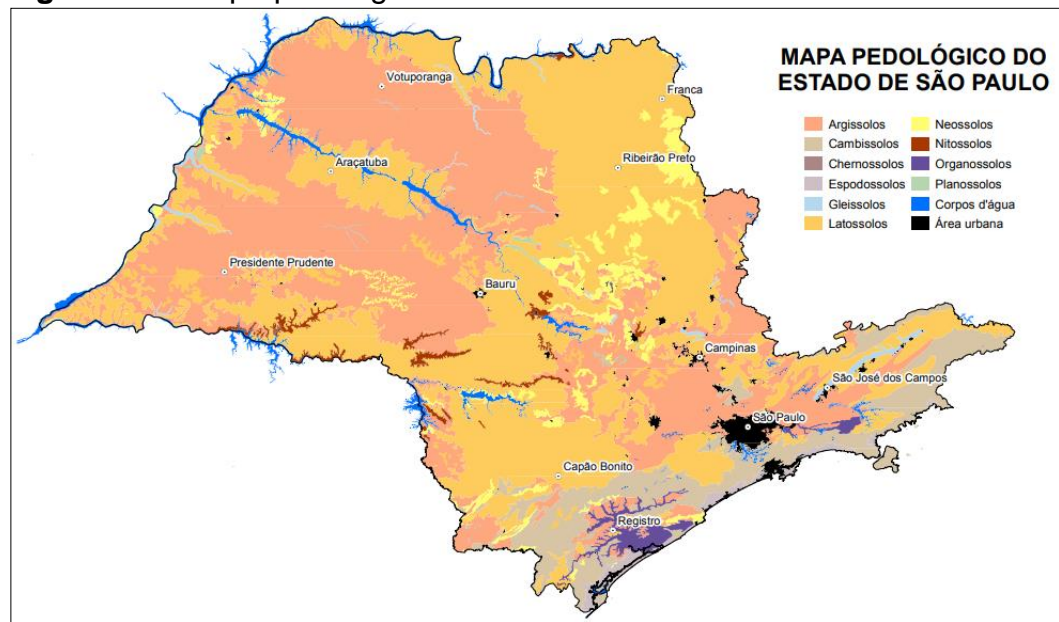 MAPA PEDOLÓGICO DO
ESTADO DE SÃO PAULO
Argissolos
Cambissolos
Chernossolos
Espodossolos
Gleissolos
Latossolos
Neossolos
Nitossolos
Organossolos
Planossolos
Corpos d'água
Área urbana
Votuporanga
Franca
Araçatuba
Ribeirão Preto
Presidente Prudente
Bauru
Campinas
São José dos Campos
São Paulo
Capão Bonito
Registro